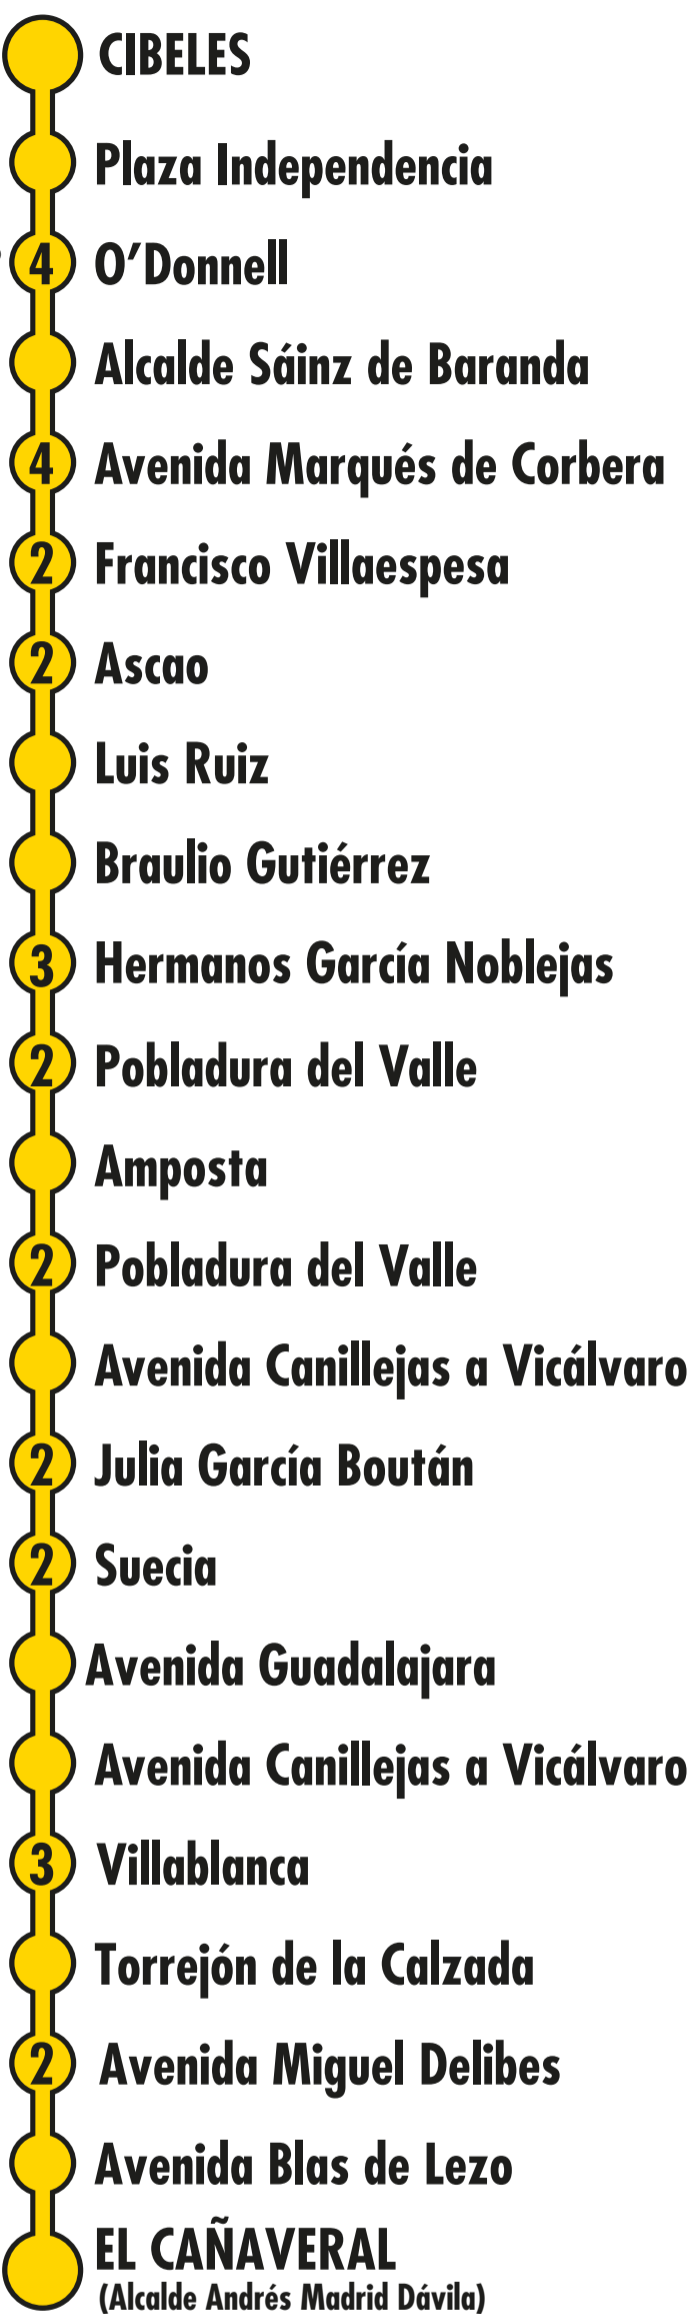 CIBELES
Plaza Independencia
4 O’Donnell
Alcalde Sáinz de Baranda
4 Avenida Marqués de Corbera
2 Francisco Villaespesa
2 Ascao
Luis Ruiz
Braulio Gutiérrez
3 Hermanos García Noblejas
2 Pobladura del Valle
Amposta
2 Pobladura del Valle
Avenida Canillejas a Vicálvaro
2 Julia García Boután
2 Suecia
Avenida Guadalajara
Avenida Canillejas a Vicálvaro
3 Villablanca
Torrejón de la Calzada
2 Avenida Miguel Delibes
Avenida Blas de Lezo
EL CAÑAVERAL
(Alcalde Andrés Madrid Dávila)